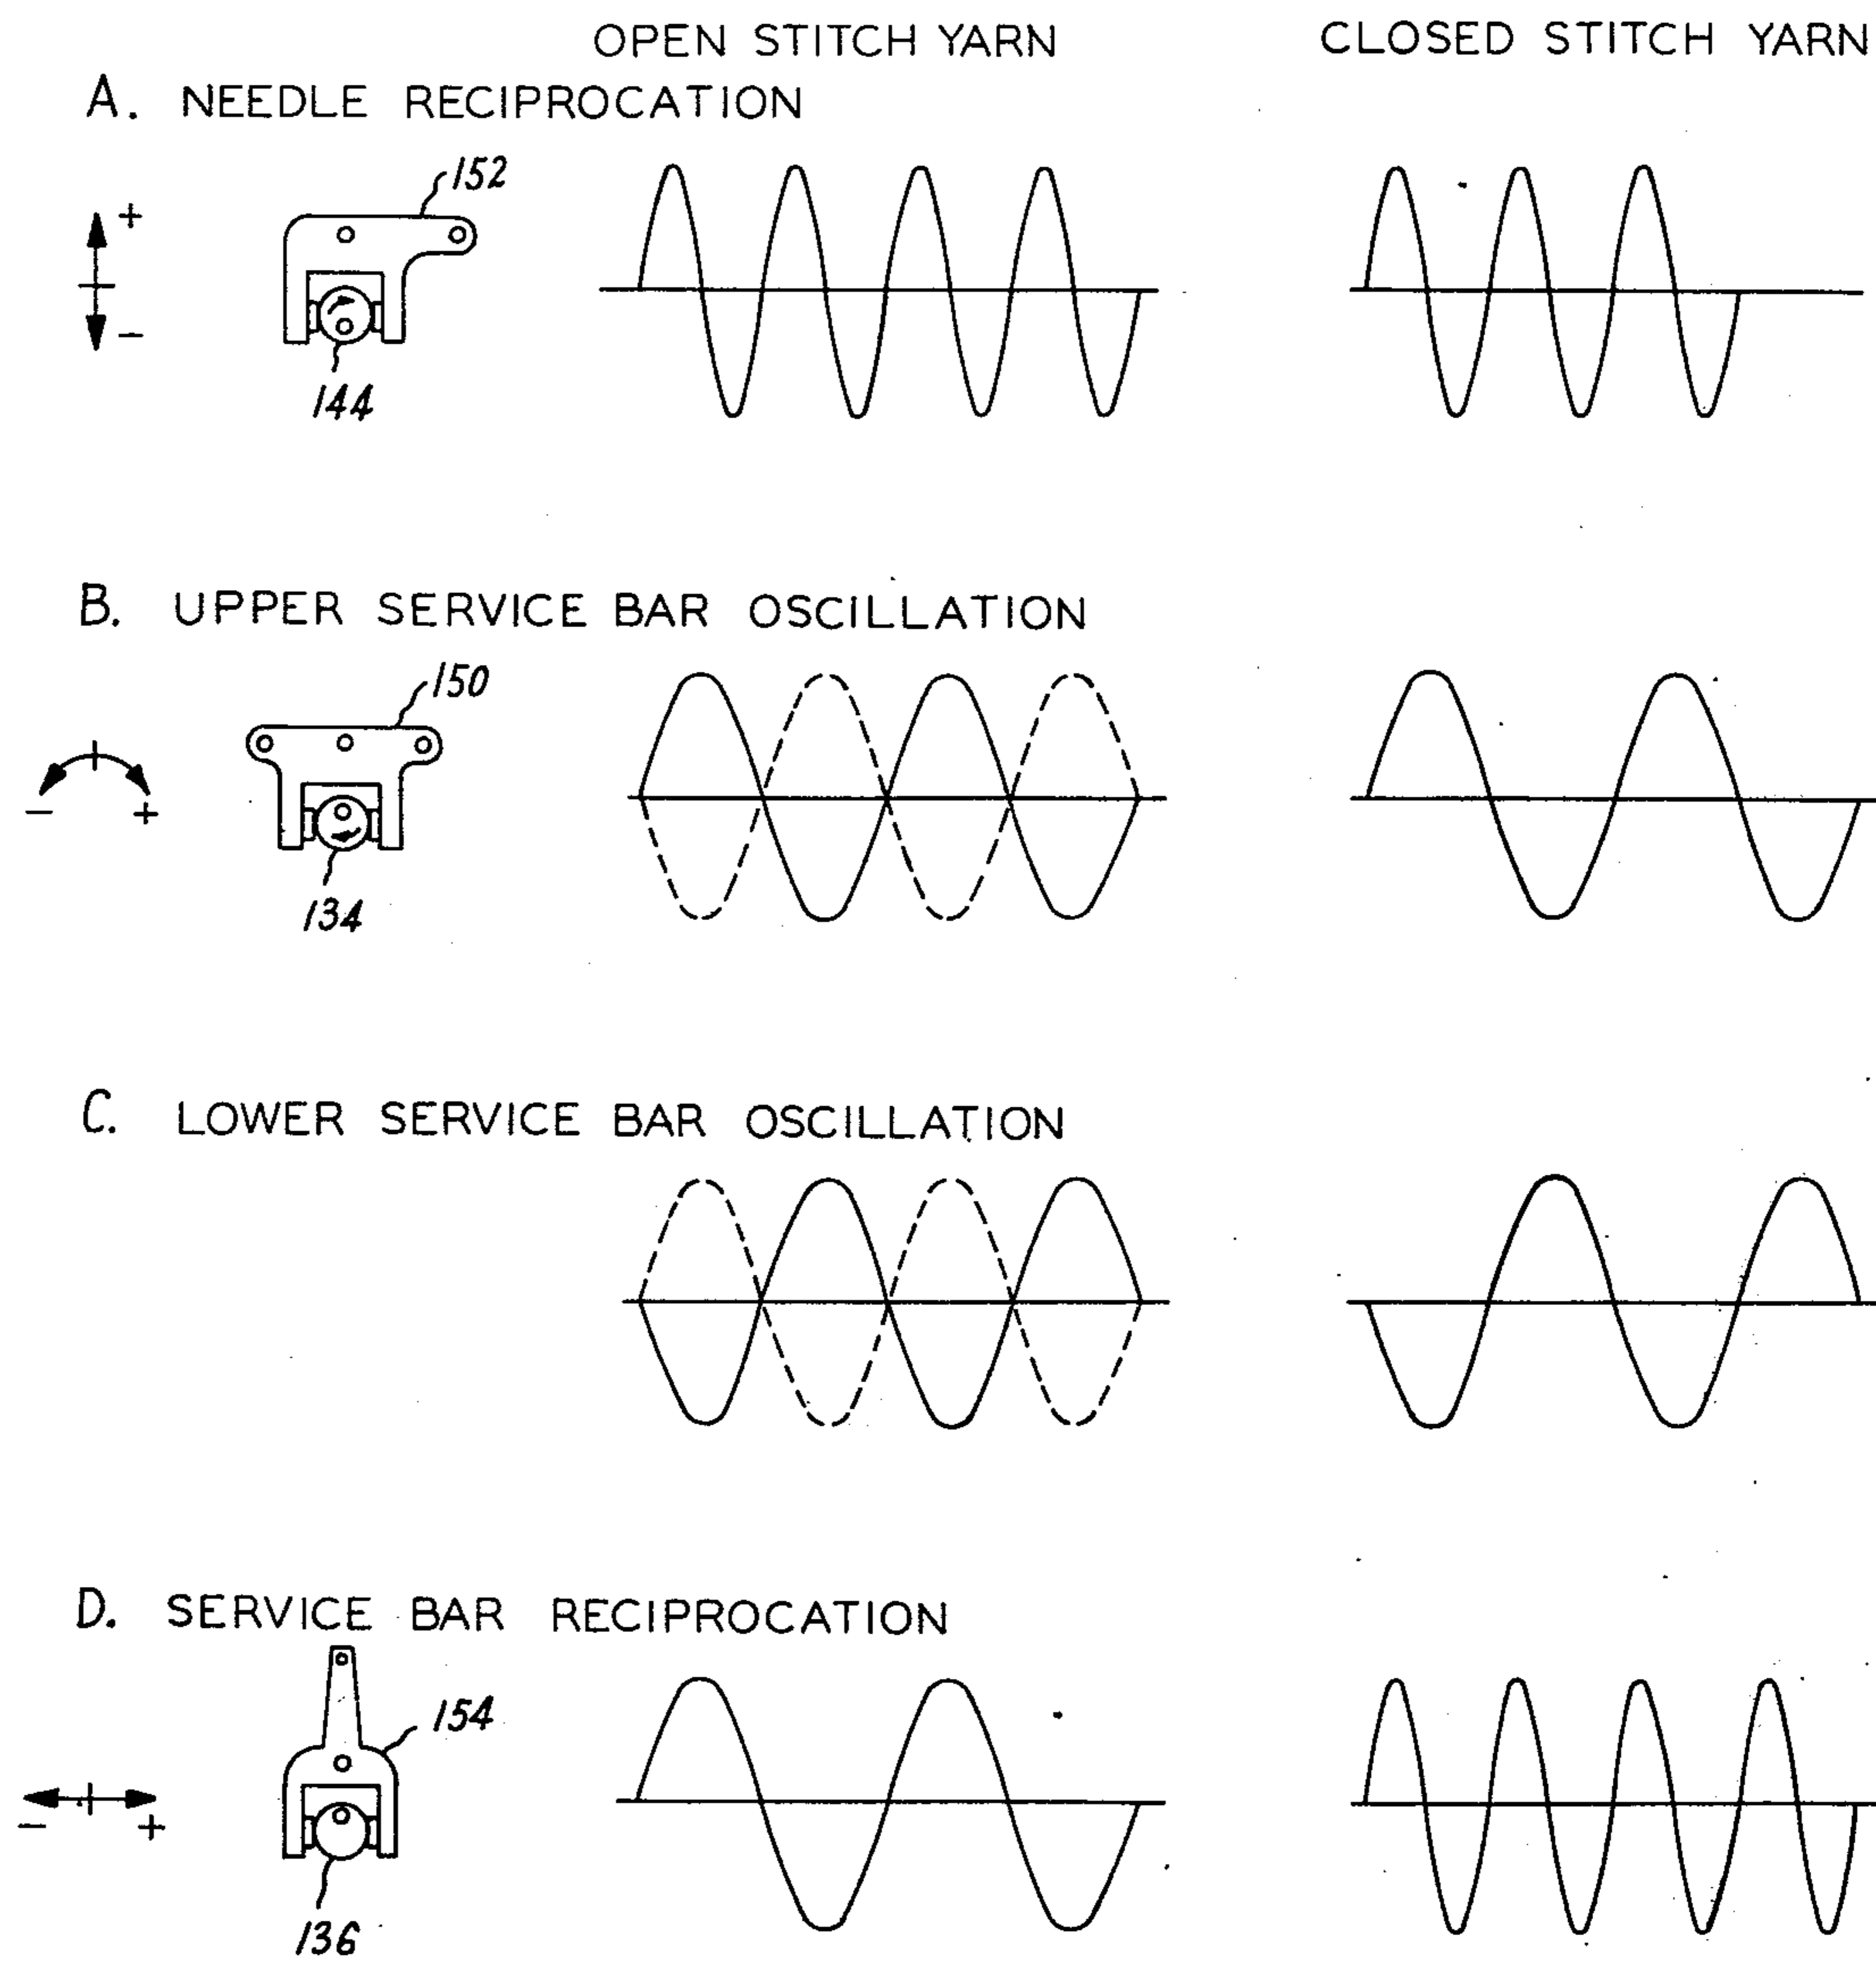 OPEN STITCH YARN
CLOSED STITCH YARN
A. NEEDLE RECIPROCATION
152
+
−
144
B. UPPER SERVICE BAR OSCILLATION
150
− +
134
C. LOWER SERVICE BAR OSCILLATION
D. SERVICE BAR RECIPROCATION
154
− +
136